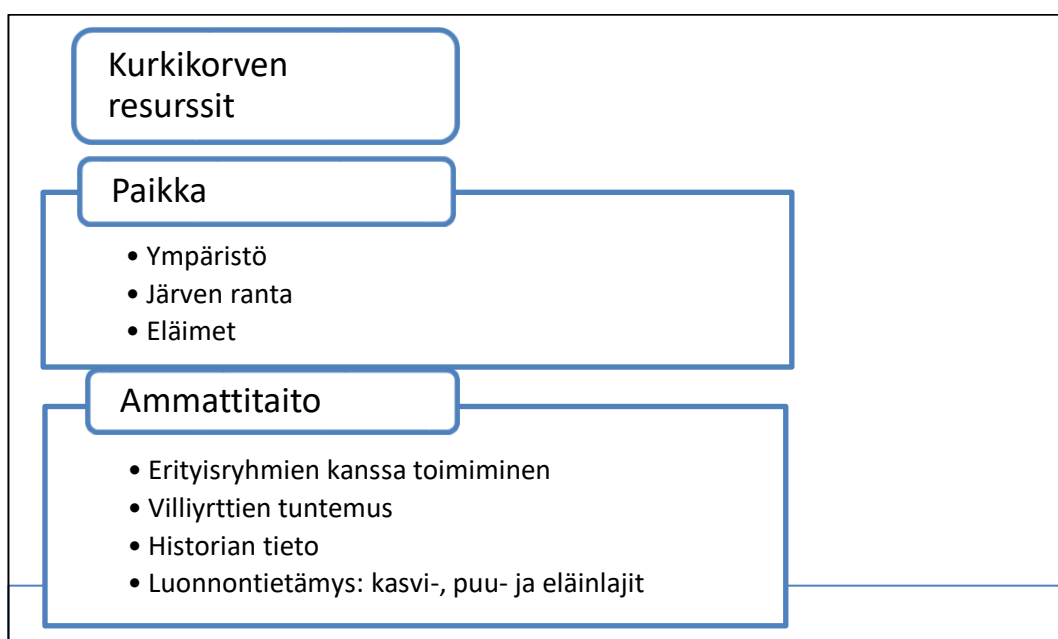 Kurkikorven
resurssit
Paikka
• Ympäristö
• Järven ranta
• Eläimet
Ammattitaito
• Erityisryhmien kanssa toimiminen
• Villiyrttien tuntemus
• Historian tieto
• Luonnontietämys: kasvi-, puu- ja eläinlajit